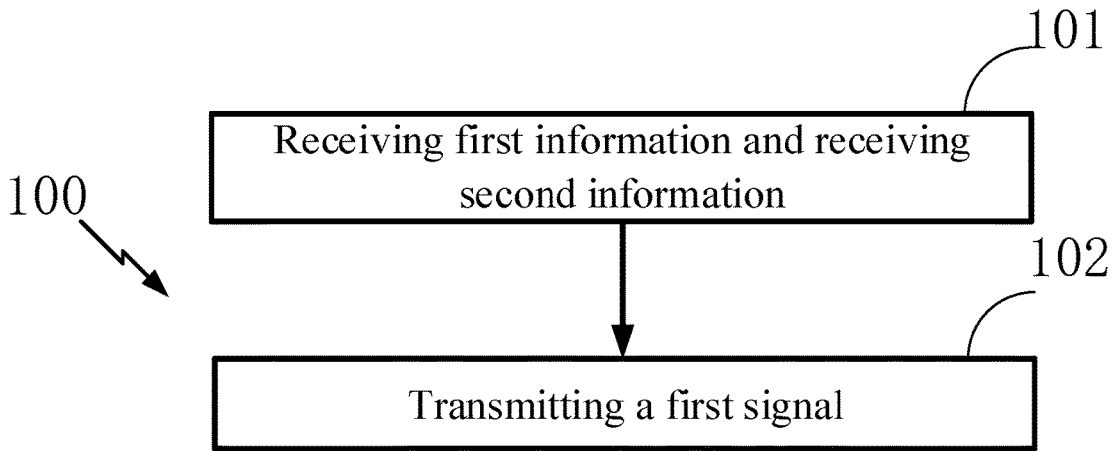 101
Receiving first information and receiving
second information
100
102
Transmitting a first signal